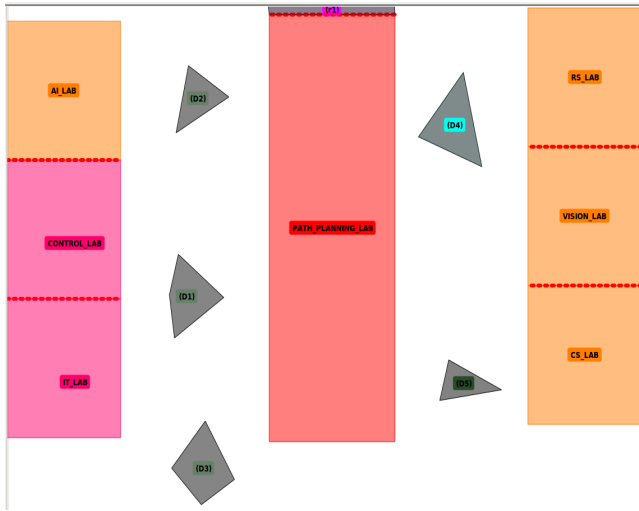 (r1)
RS_LAB
AI_LAB
(D2)
(D4)
VISION_LAB
PATH_PLANNING_LAB
CONTROL_LAB
(D1)
CS_LAB
IT_LAB
(D5)
(D3)